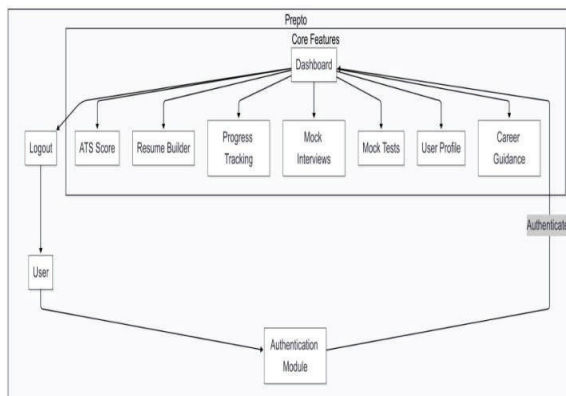 Prepto
Core Features
Dashboard
Logout
ATS Score
Resume Builder
Progress
Tracking
Mock
Interviews
Mock Tests
User Profile
Career
Guidance
Authenticate
User
Authentication
Module